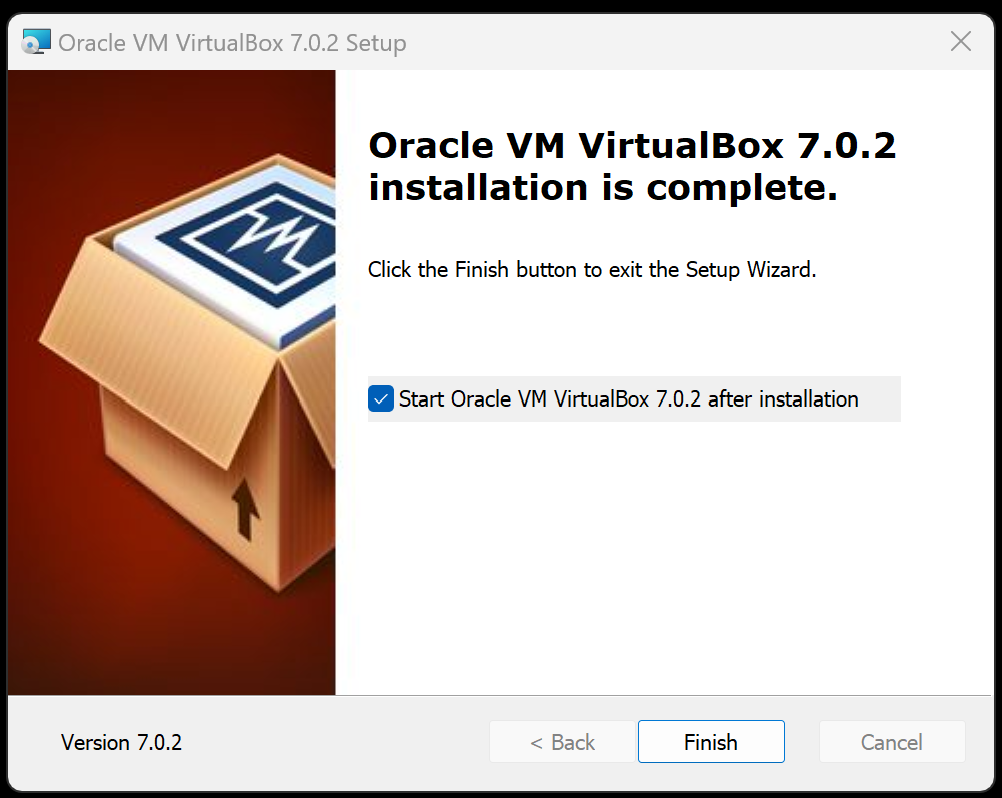 Oracle VM VirtualBox 7.0.2 Setup
Oracle VM VirtualBox 7.0.2
installation is complete.
Click the Finish button to exit the Setup Wizard.
Start Oracle VM VirtualBox 7.0.2 after installation
Version 7.0.2
< Back
Finish
Cancel